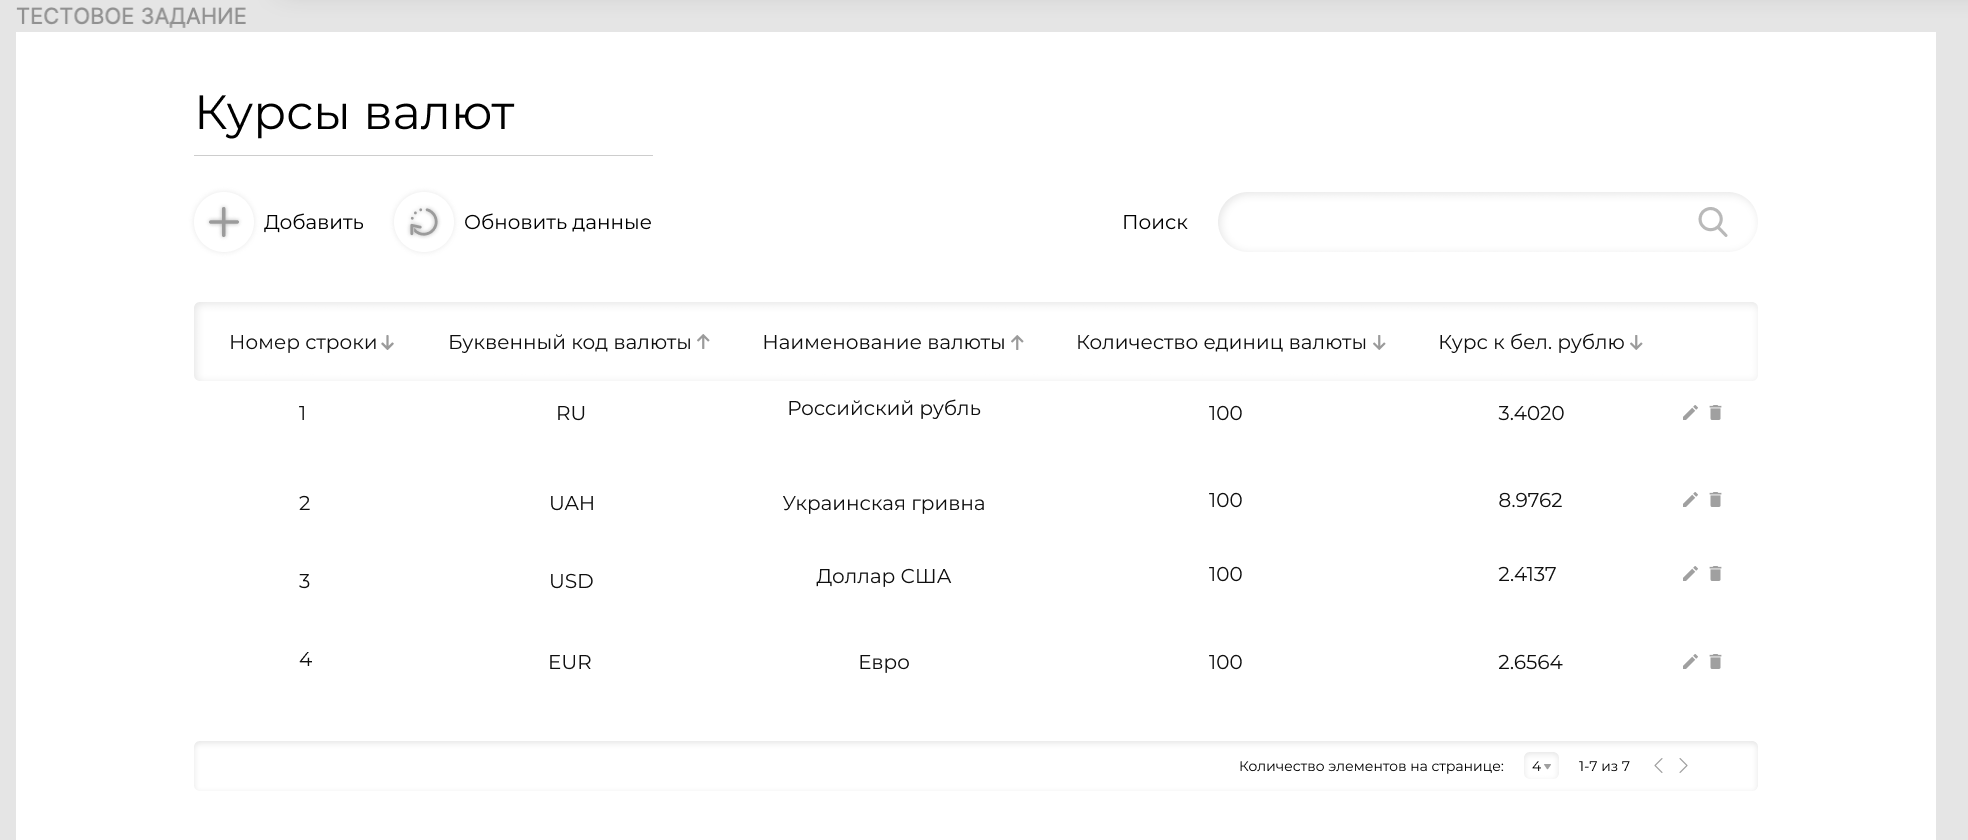 ТЕСТОВОЕ ЗАДАНИЕ
Курсы валют
Добавить Обновить данные Поиск
Номер строки Буквенный код валюты Наименование валюты Количество единиц валюты Курс к бел. рублю
1 RU Российский рубль 100 3.4020
2 UAH Украинская гривна 100 8.9762
3 USD Доллар США 100 2.4137
4 EUR Евро 100 2.6564
Количество элементов на странице: 4 1-7 из 7